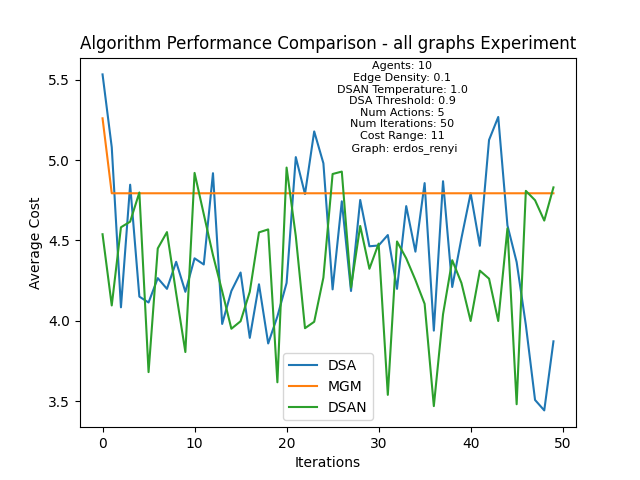 Algorithm Performance Comparison - all graphs Experiment
Agents: 10
Edge Density: 0.1
DSAN Temperature: 1.0
DSA Threshold: 0.9
Num Actions: 5
Num Iterations: 50
Cost Range: 11
Graph: erdos_renyi
Average Cost
5.5
5.0
4.5
4.0
3.5
DSA
MGM
DSAN
0 10 20 30 40 50
Iterations